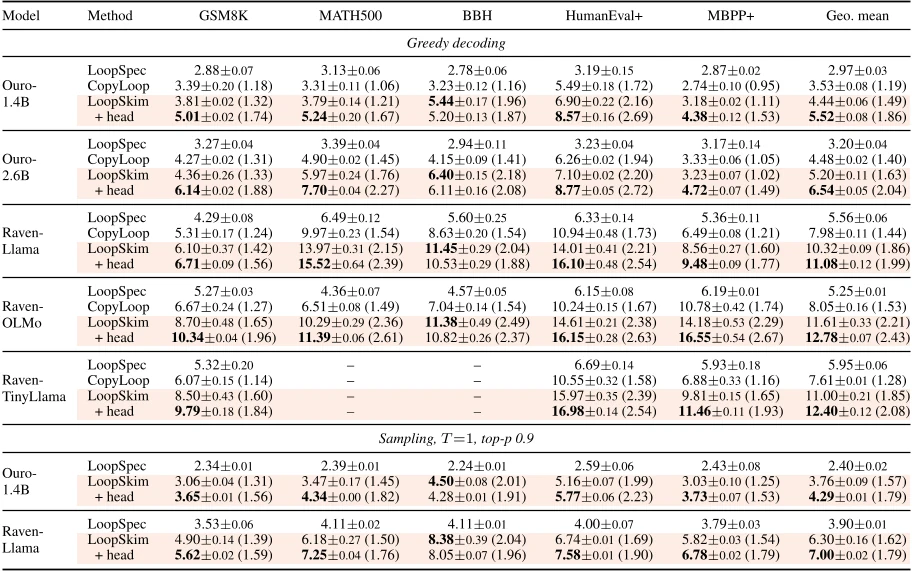 Model Method GSM8K MATH500 BBH HumanEval+ MBPP+ Geo. mean
Greedy decoding
Ouro-1.4B
LoopSpec 2.88±0.07 3.13±0.06 2.78±0.06 3.19±0.15 2.87±0.02 2.97±0.03
CopyLoop 3.39±0.20 (1.18) 3.31±0.11 (1.06) 3.23±0.12 (1.16) 5.49±0.18 (1.72) 2.74±0.10 (0.95) 3.53±0.08 (1.19)
LoopSkim 3.81±0.02 (1.32) 3.79±0.14 (1.21) 5.44±0.17 (1.96) 6.90±0.22 (2.16) 3.18±0.02 (1.11) 4.44±0.06 (1.49)
+ head 5.01±0.02 (1.74) 5.24±0.20 (1.67) 5.20±0.13 (1.87) 8.57±0.16 (2.69) 4.38±0.12 (1.53) 5.52±0.08 (1.86)
Ouro-2.6B
LoopSpec 3.27±0.04 3.39±0.04 2.94±0.11 3.23±0.04 3.17±0.14 3.20±0.04
CopyLoop 4.27±0.02 (1.31) 4.90±0.02 (1.45) 4.15±0.09 (1.41) 6.26±0.02 (1.94) 3.33±0.06 (1.05) 4.48±0.02 (1.40)
LoopSkim 4.36±0.26 (1.33) 5.97±0.24 (1.76) 6.40±0.15 (2.18) 7.10±0.02 (2.20) 3.23±0.07 (1.02) 5.20±0.11 (1.63)
+ head 6.14±0.02 (1.88) 7.70±0.04 (2.27) 6.11±0.16 (2.08) 8.77±0.05 (2.72) 4.72±0.07 (1.49) 6.54±0.05 (2.04)
Raven-Llama
LoopSpec 4.29±0.08 6.49±0.12 5.60±0.25 6.33±0.14 5.36±0.11 5.56±0.06
CopyLoop 5.31±0.17 (1.24) 9.97±0.23 (1.54) 8.63±0.20 (1.54) 10.94±0.48 (1.73) 6.49±0.08 (1.21) 7.98±0.11 (1.44)
LoopSkim 6.10±0.37 (1.42) 13.97±0.31 (2.15) 11.45±0.29 (2.04) 14.01±0.41 (2.21) 8.56±0.27 (1.60) 10.32±0.09 (1.86)
+ head 6.71±0.09 (1.56) 15.52±0.64 (2.39) 10.53±0.29 (1.88) 16.10±0.48 (2.54) 9.48±0.09 (1.77) 11.08±0.12 (1.99)
Raven-OLMo
LoopSpec 5.27±0.03 4.36±0.07 4.57±0.05 6.15±0.08 6.19±0.01 5.25±0.01
CopyLoop 6.67±0.24 (1.27) 6.51±0.08 (1.49) 7.04±0.14 (1.54) 10.24±0.15 (1.67) 10.78±0.42 (1.74) 8.05±0.16 (1.53)
LoopSkim 8.70±0.48 (1.65) 10.29±0.29 (2.36) 11.38±0.49 (2.49) 14.61±0.21 (2.38) 14.18±0.53 (2.29) 11.61±0.33 (2.21)
+ head 10.34±0.04 (1.96) 11.39±0.06 (2.61) 10.82±0.26 (2.37) 16.15±0.28 (2.63) 16.55±0.54 (2.67) 12.78±0.07 (2.43)
Raven-TinyLlama
LoopSpec 5.32±0.20 – – 6.69±0.14 5.93±0.18 5.95±0.06
CopyLoop 6.07±0.15 (1.14) – – 10.55±0.32 (1.58) 6.88±0.33 (1.16) 7.61±0.01 (1.28)
LoopSkim 8.50±0.43 (1.60) – – 15.97±0.35 (2.39) 9.81±0.15 (1.65) 11.00±0.21 (1.85)
+ head 9.79±0.18 (1.84) – – 16.98±0.14 (2.54) 11.46±0.11 (1.93) 12.40±0.12 (2.08)
Sampling, T=1, top-p 0.9
Ouro-1.4B
LoopSpec 2.34±0.01 2.39±0.01 2.24±0.01 2.59±0.06 2.43±0.08 2.40±0.02
LoopSkim 3.06±0.04 (1.31) 3.47±0.17 (1.45) 4.50±0.08 (2.01) 5.16±0.07 (1.99) 3.03±0.10 (1.25) 3.76±0.09 (1.57)
+ head 3.65±0.01 (1.56) 4.34±0.00 (1.82) 4.28±0.01 (1.91) 5.77±0.06 (2.23) 3.73±0.07 (1.53) 4.29±0.01 (1.79)
Raven-Llama
LoopSpec 3.53±0.06 4.11±0.02 4.11±0.01 4.00±0.07 3.79±0.03 3.90±0.01
LoopSkim 4.90±0.14 (1.39) 6.18±0.27 (1.50) 8.38±0.39 (2.04) 6.74±0.01 (1.69) 5.82±0.03 (1.54) 6.30±0.16 (1.62)
+ head 5.62±0.02 (1.59) 7.25±0.04 (1.76) 8.05±0.07 (1.96) 7.58±0.01 (1.90) 6.78±0.02 (1.79) 7.00±0.02 (1.79)